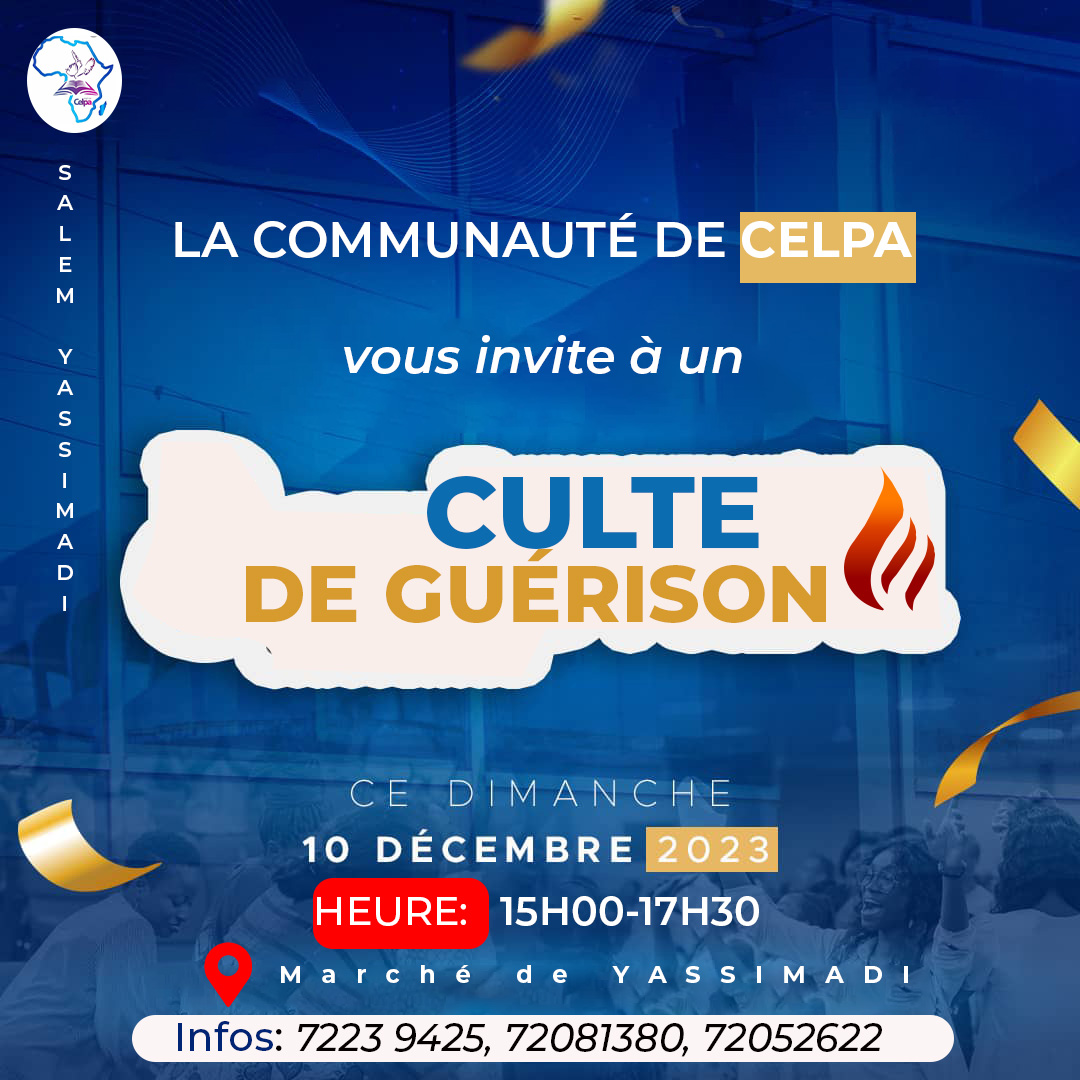 Celpa
SALEM YASSIMADI
LA COMMUNAUTÉ DE CELPA
vous invite à un
CULTE
DE GUÉRISON
CE DIMANCHE
10 DÉCEMBRE 2023
HEURE: 15H00-17H30
Marché de YASSIMADI
Infos: 7223 9425, 72081380, 72052622